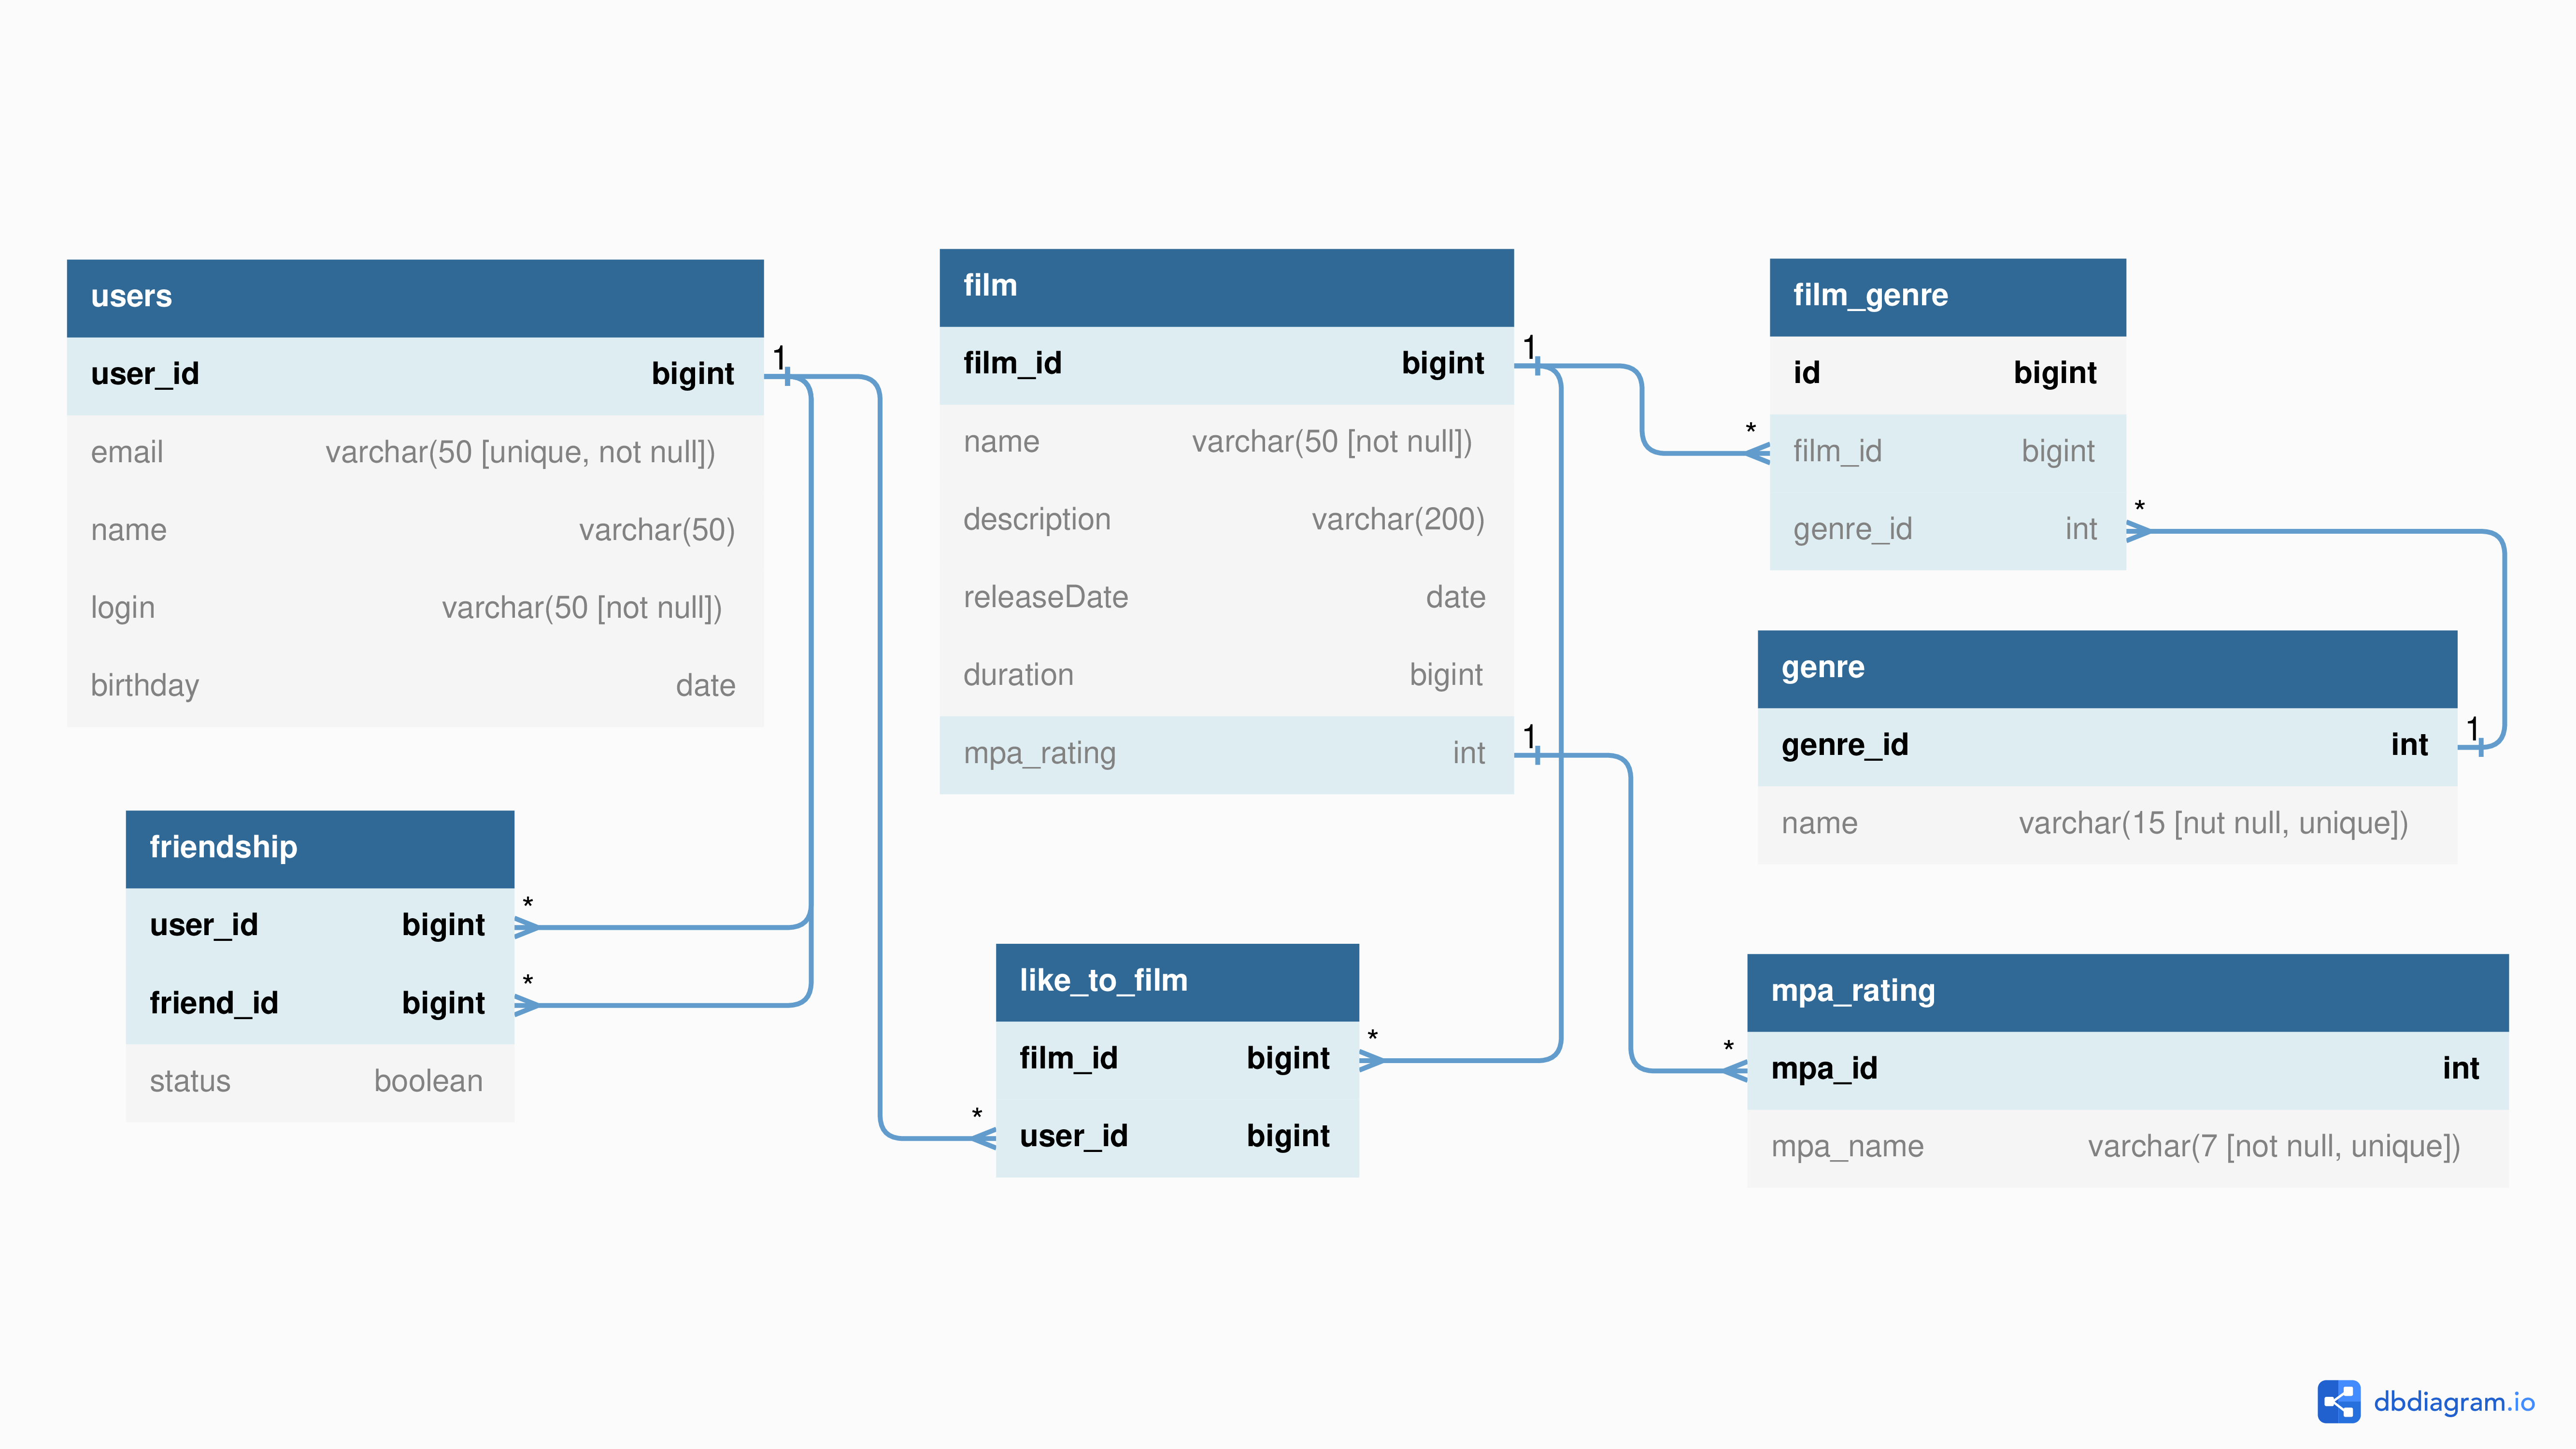 users
user_id bigint
email varchar(50 [unique, not null])
name varchar(50)
login varchar(50 [not null])
birthday date
friendship
user_id bigint
friend_id bigint
status boolean
1
*
*
film
film_id bigint
name varchar(50 [not null])
description varchar(200)
releaseDate date
duration bigint
mpa_rating int
1
1
like_to_film
film_id bigint
user_id bigint
*
*
film_genre
id bigint
film_id bigint
genre_id int
*
*
genre
genre_id int
name varchar(15 [nut null, unique])
1
mpa_rating
mpa_id int
mpa_name varchar(7 [not null, unique])
*
dbdiagram.io